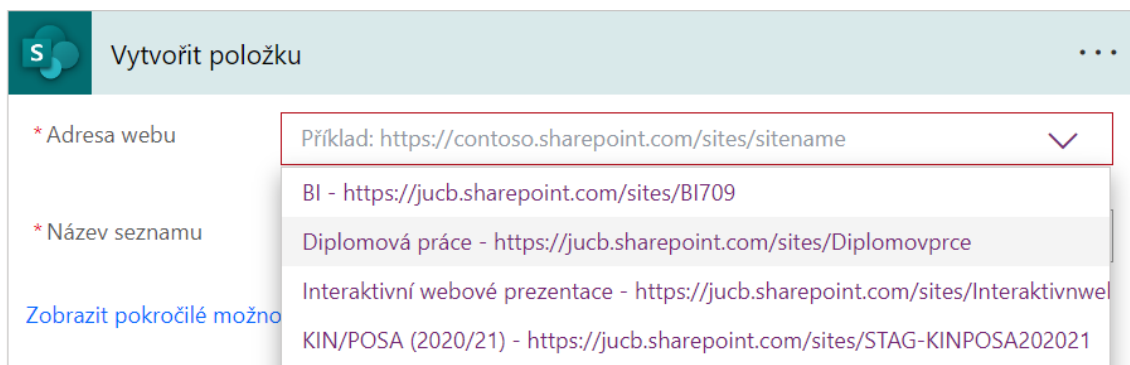 S
Vytvořit položku
* Adresa webu
Příklad: https://contoso.sharepoint.com/sites/sitename
BI - https://jucb.sharepoint.com/sites/BI709
* Název seznamu
Diplomová práce - https://jucb.sharepoint.com/sites/Diplomovprce
Interaktivní webové prezentace - https://jucb.sharepoint.com/sites/Interaktivnwel
Zobrazit pokročilé možno
KIN/POSA (2020/21) - https://jucb.sharepoint.com/sites/STAG-KINPOSA202021